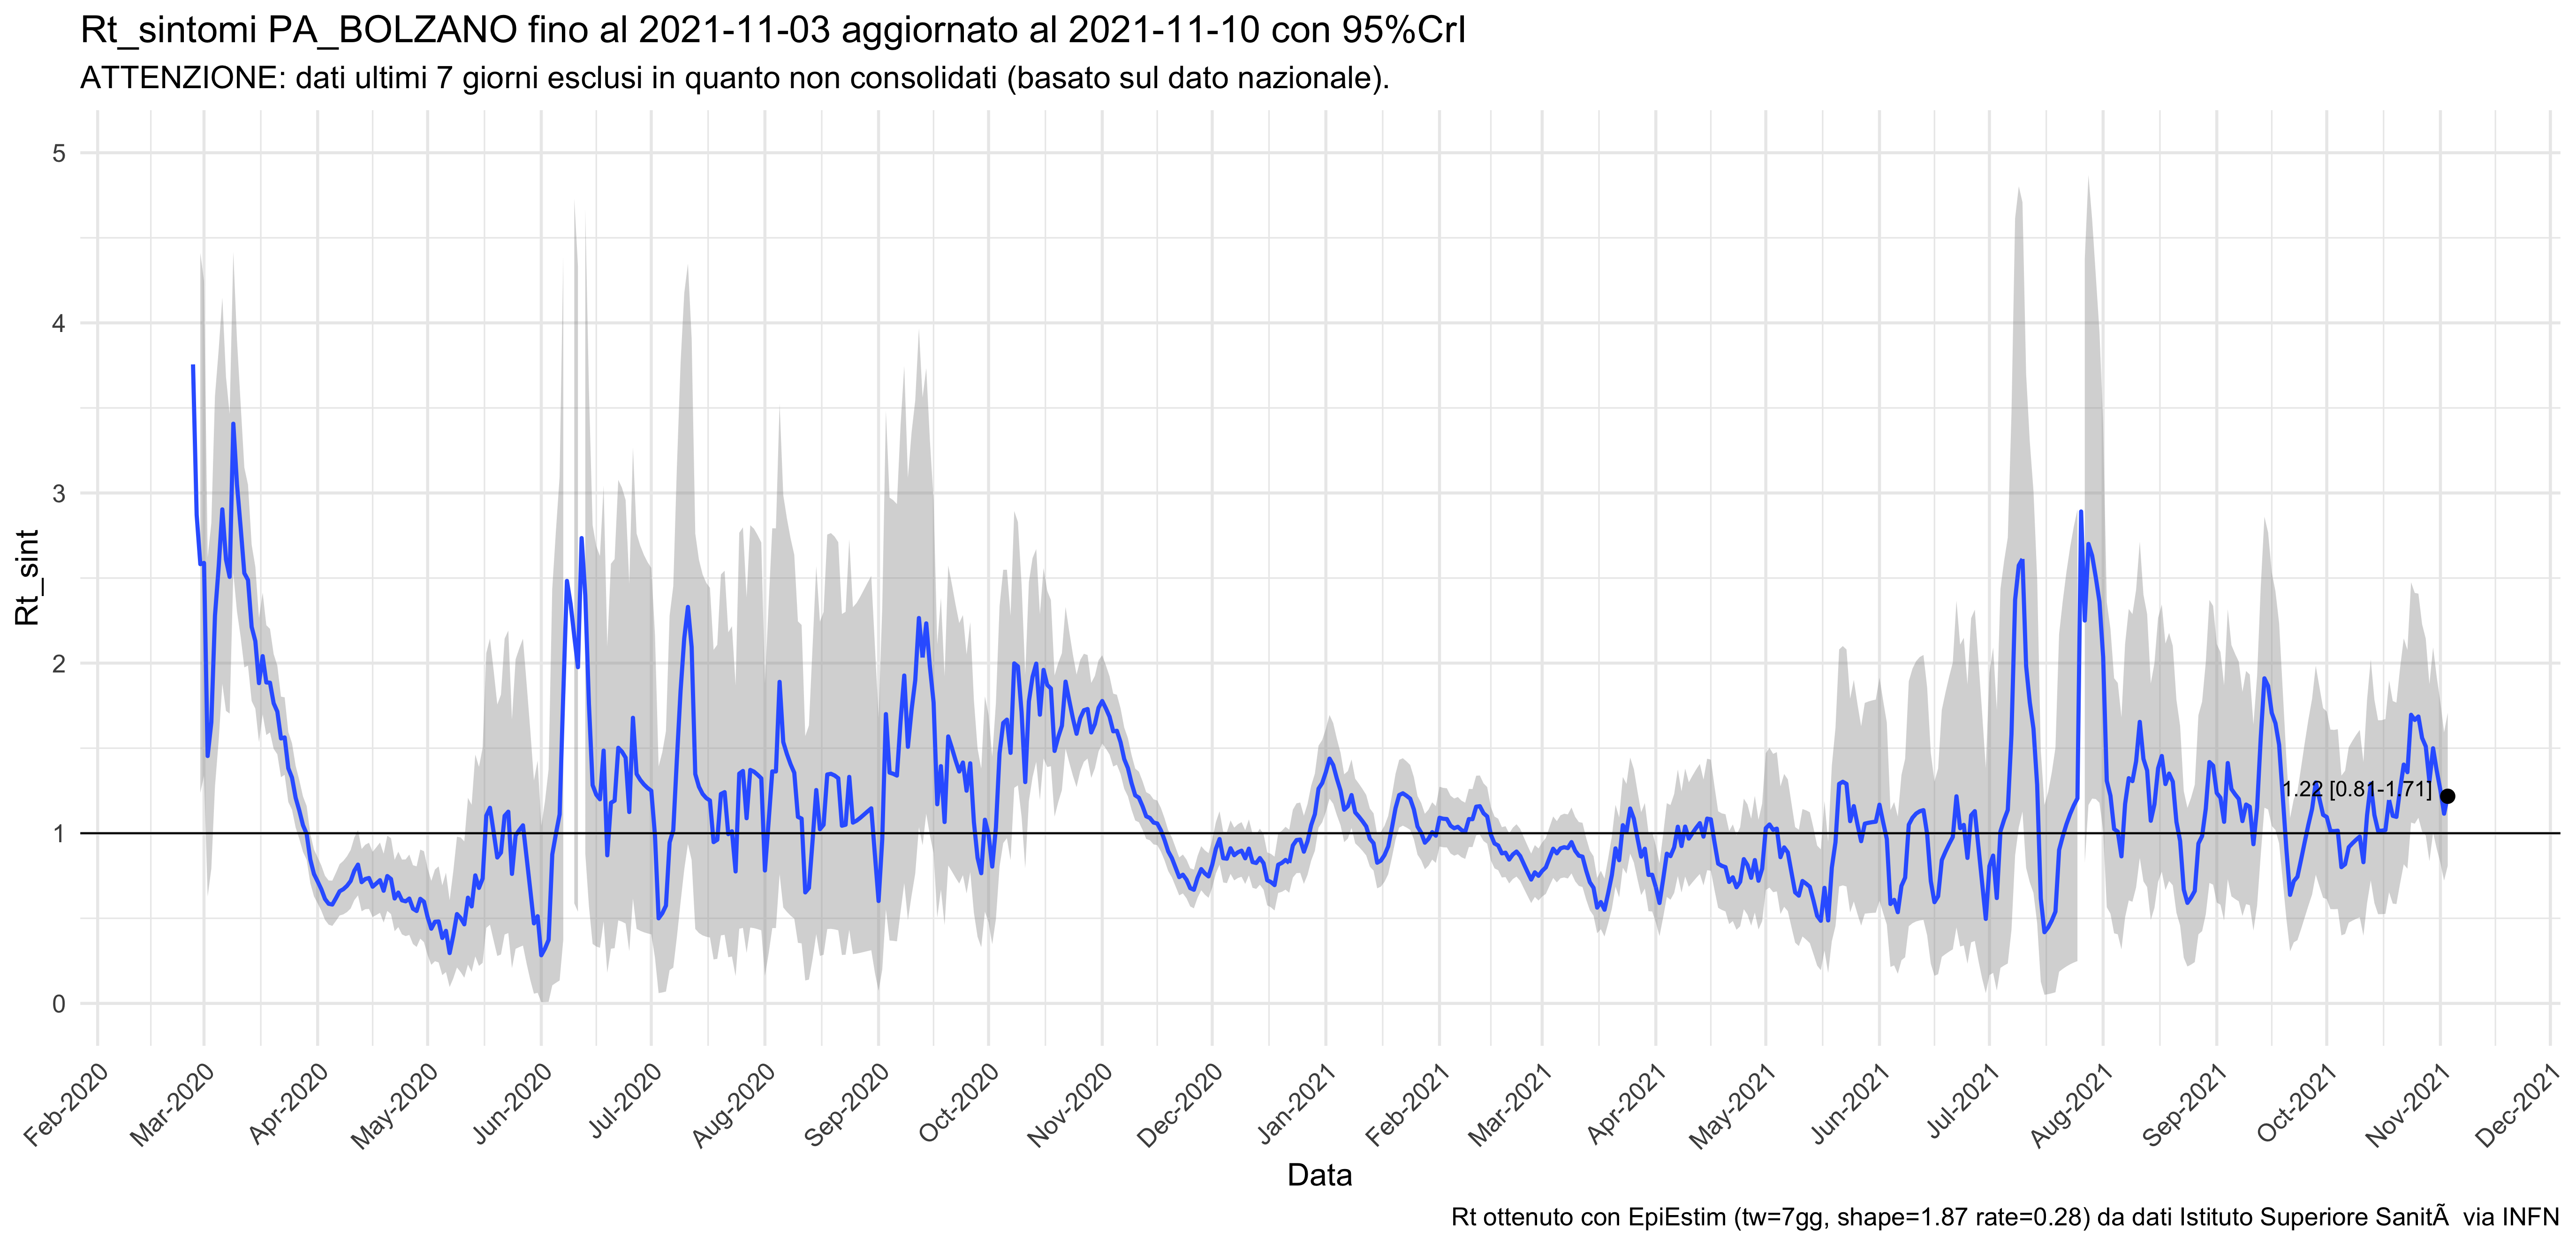 Rt_sintomi PA_BOLZANO fino al 2021-11-03 aggiornato al 2021-11-10 con 95%CrI
ATTENZIONE: dati ultimi 7 giorni esclusi in quanto non consolidati (basato sul dato nazionale).
5
4
3
2
1
0
Rt_sint
1.22 [0.81-1.71]
Feb-2020
Mar-2020
Apr-2020
May-2020
Jun-2020
Jul-2020
Aug-2020
Sep-2020
Oct-2020
Nov-2020
Dec-2020
Jan-2021
Feb-2021
Mar-2021
Apr-2021
May-2021
Jun-2021
Jul-2021
Aug-2021
Sep-2021
Oct-2021
Nov-2021
Dec-2021
Data
Rt ottenuto con EpiEstim (tw=7gg, shape=1.87 rate=0.28) da dati Istituto Superiore SanitÃ  via INFN